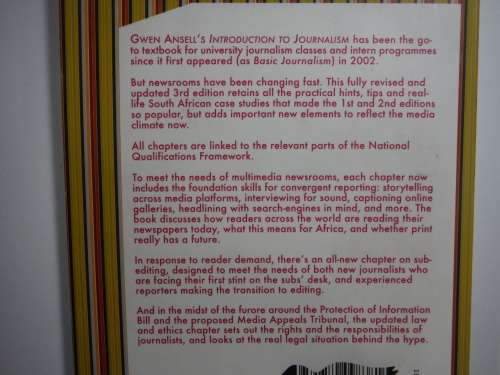 GWEN ANSELL'S INTRODUCTION TO JOURNALISM has been the go-
to textbook for university journalism classes and intern programmes
since it first appeared (as Basic Journalism) in 2002.
But newsrooms have been changing fast. This fully revised and
updated 3rd edition retains all the practical hints, tips and real-
life South African case studies that made the 1st and 2nd editions
so popular, but adds important new elements to reflect the media
climate now.
All chapters are linked to the relevant parts of the National
Qualifications Framework.
To meet the needs of multimedia newsrooms, each chapter now
includes the foundation skills for convergent reporting: storytelling
across media platforms, interviewing for sound, captioning online
galleries, headlining with search-engines in mind, and more. The
book discusses how readers across the world are reading their
newspapers today, what this means for Africa, and whether print
really has a future.
In response to reader demand, there's an all-new chapter on sub-
editing, designed to meet the needs of both new journalists who
are facing their first stint on the subs' desk, and experienced
reporters making the transition to editing.
And in the midst of the furore around the Protection of Information
Bill and the proposed Media Appeals Tribunal, the updated law
and ethics chapter sets out the rights and the responsibilities of
journalists, and looks at the real legal situation behind the hype.